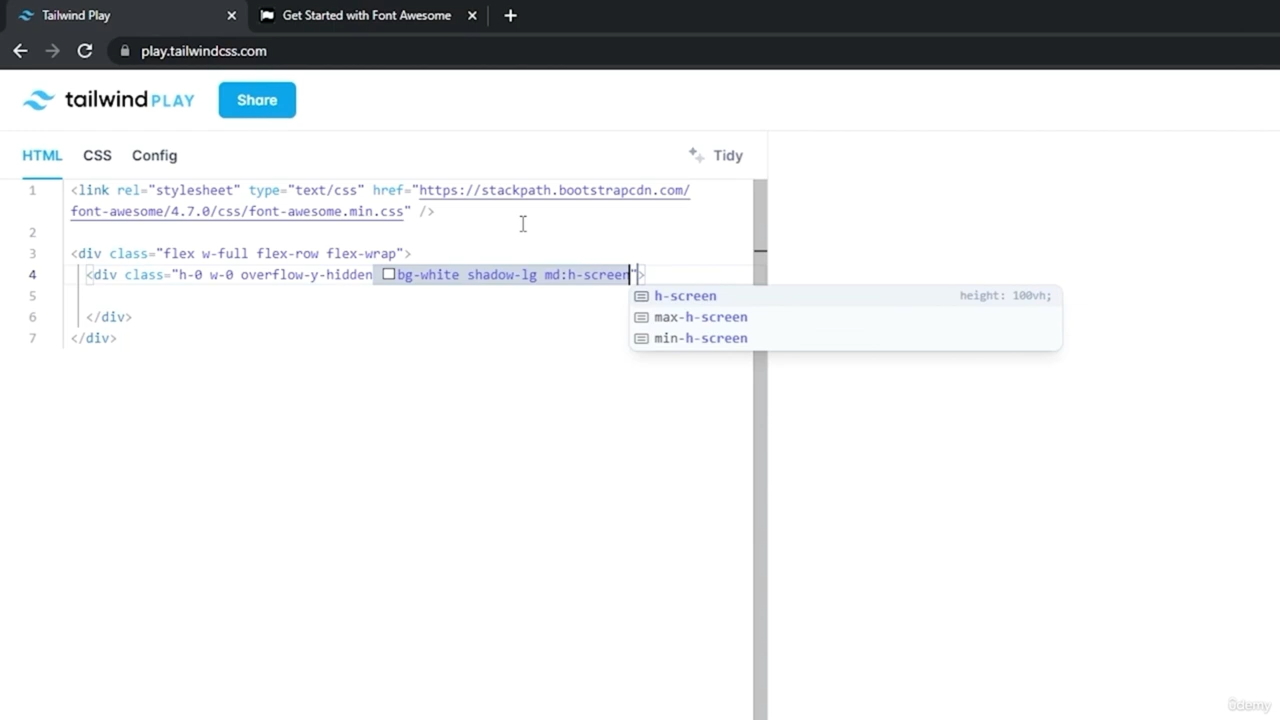 Tailwind Play
Get Started with Font Awesome
play.tailwindcss.com
tailwind PLAY
Share
HTML CSS Config
Tidy
1 <link rel="stylesheet" type="text/css" href="https://stackpath.bootstrapcdn.com/
font-awesome/4.7.0/css/font-awesome.min.css" />
2
3 <div class="flex w-full flex-row flex-wrap">
4 <div class="h-0 w-0 overflow-y-hidden bg-white shadow-lg md:h-screen">
5
6 </div>
7 </div>
h-screen height: 100vh;
max-h-screen
min-h-screen
ûdemy